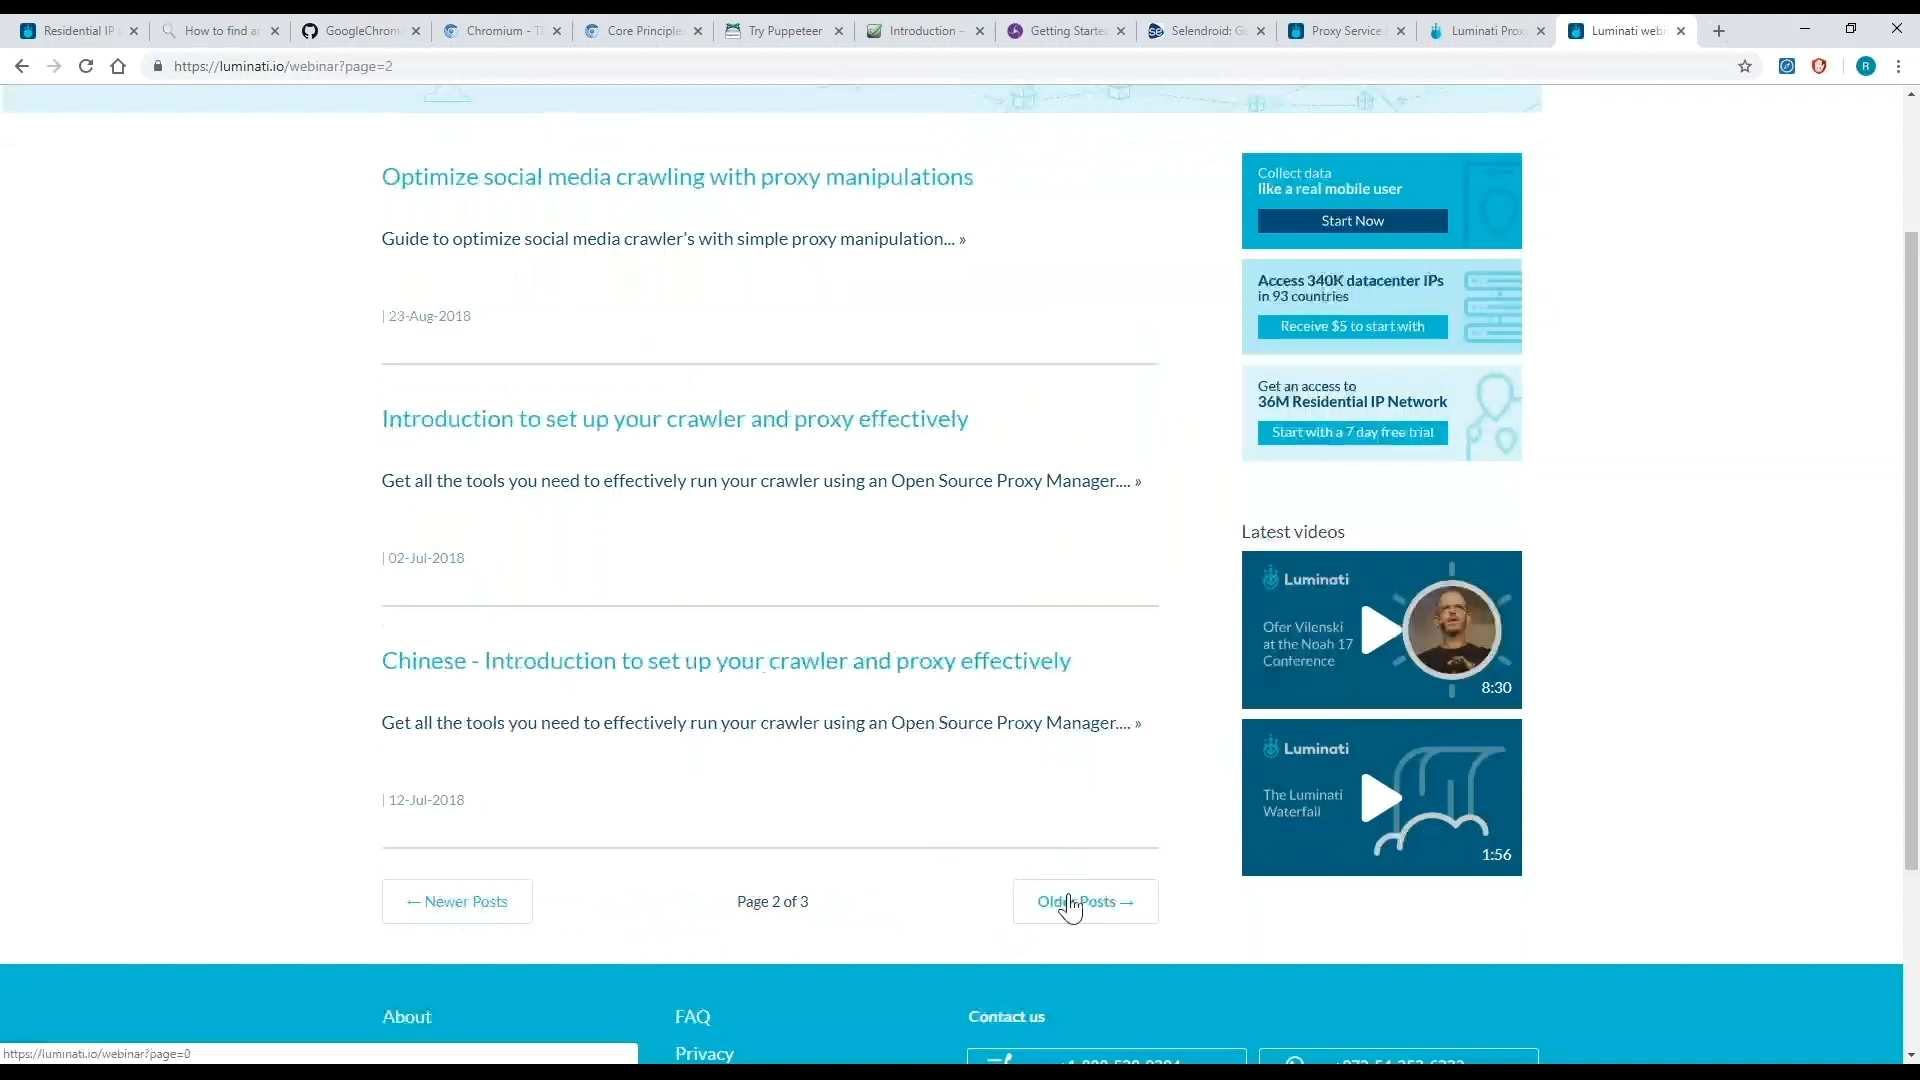 Residential IP
How to find a
GoogleChrom
Chromium - T
Core Principle
Try Puppeteer
Introduction -
Getting Starte
Selendroid: G
Proxy Service
Luminati Prox
Luminati webi
https://luminati.io/webinar?page=2
R
Optimize social media crawling with proxy manipulations
Guide to optimize social media crawler's with simple proxy manipulation... »
| 23-Aug-2018
Introduction to set up your crawler and proxy effectively
Get all the tools you need to effectively run your crawler using an Open Source Proxy Manager.... »
| 02-Jul-2018
Chinese - Introduction to set up your crawler and proxy effectively
Get all the tools you need to effectively run your crawler using an Open Source Proxy Manager.... »
| 12-Jul-2018
← Newer Posts
Page 2 of 3
Older Posts →
Collect data
like a real mobile user
Start Now
Access 340K datacenter IPs
in 93 countries
Receive $5 to start with
Get an access to
36M Residential IP Network
Start with a 7 day free trial
Latest videos
Luminati
Ofer Vilenski
at the Noah 17
Conference
8:30
Luminati
The Luminati
Waterfall
1:56
About
FAQ
Contact us
Privacy
https://luminati.io/webinar?page=0